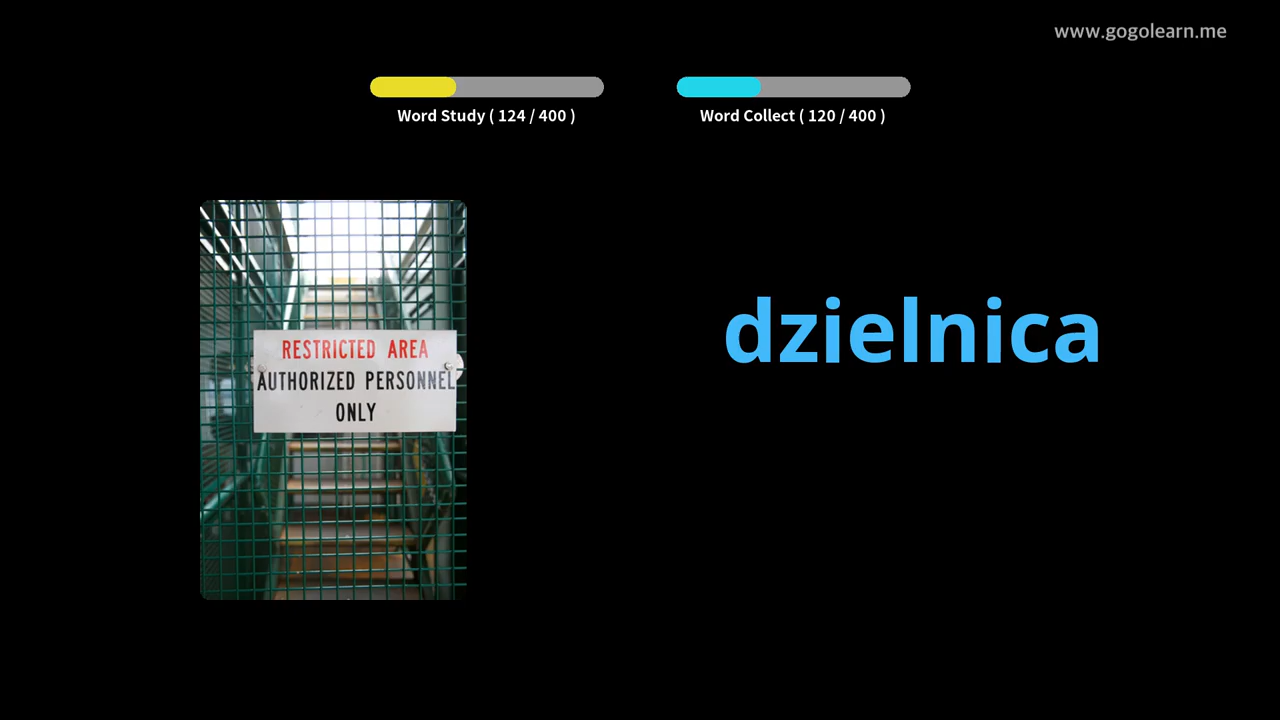 www.gogolearn.me
Word Study ( 124 / 400 )
Word Collect ( 120 / 400 )
RESTRICTED AREA
AUTHORIZED PERSONNEL
ONLY
dzielnica